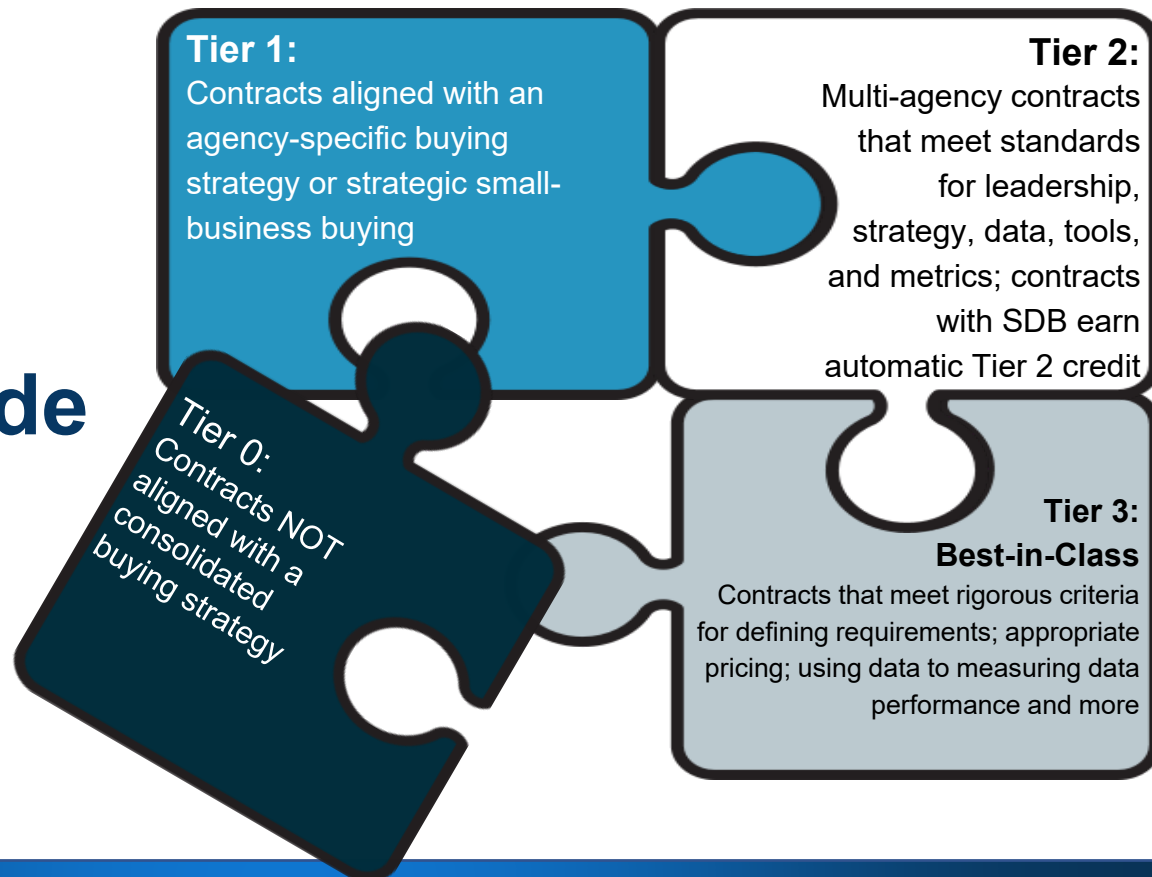 Tier 1:
Contracts aligned with an
agency-specific buying
strategy or strategic small-
business buying
Tier 2:
Multi-agency contracts
that meet standards
for leadership,
strategy, data, tools,
and metrics; contracts
with SDB earn
automatic Tier 2 credit
de
Tier 0:
Contracts NOT
aligned with a
consolidated
buying strategy
Tier 3:
Best-in-Class
Contracts that meet rigorous criteria
for defining requirements; appropriate
pricing; using data to measuring data
performance and more